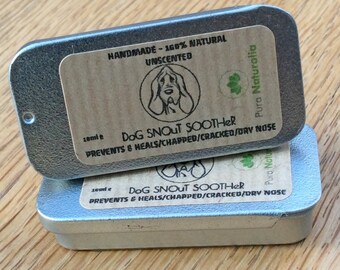 HANDMADE - 100% NATURAL
UNSCENTED
Pura Naturalia
DoG SNOuT SOOTHeR
PREVENTS & HEALS/CHAPPED/CRACKED/DRY NOSE
DoG SNOuT SOOTHeR
PREVENTS & HEALS/CHAPPED/CRACKED/DRY NOSE